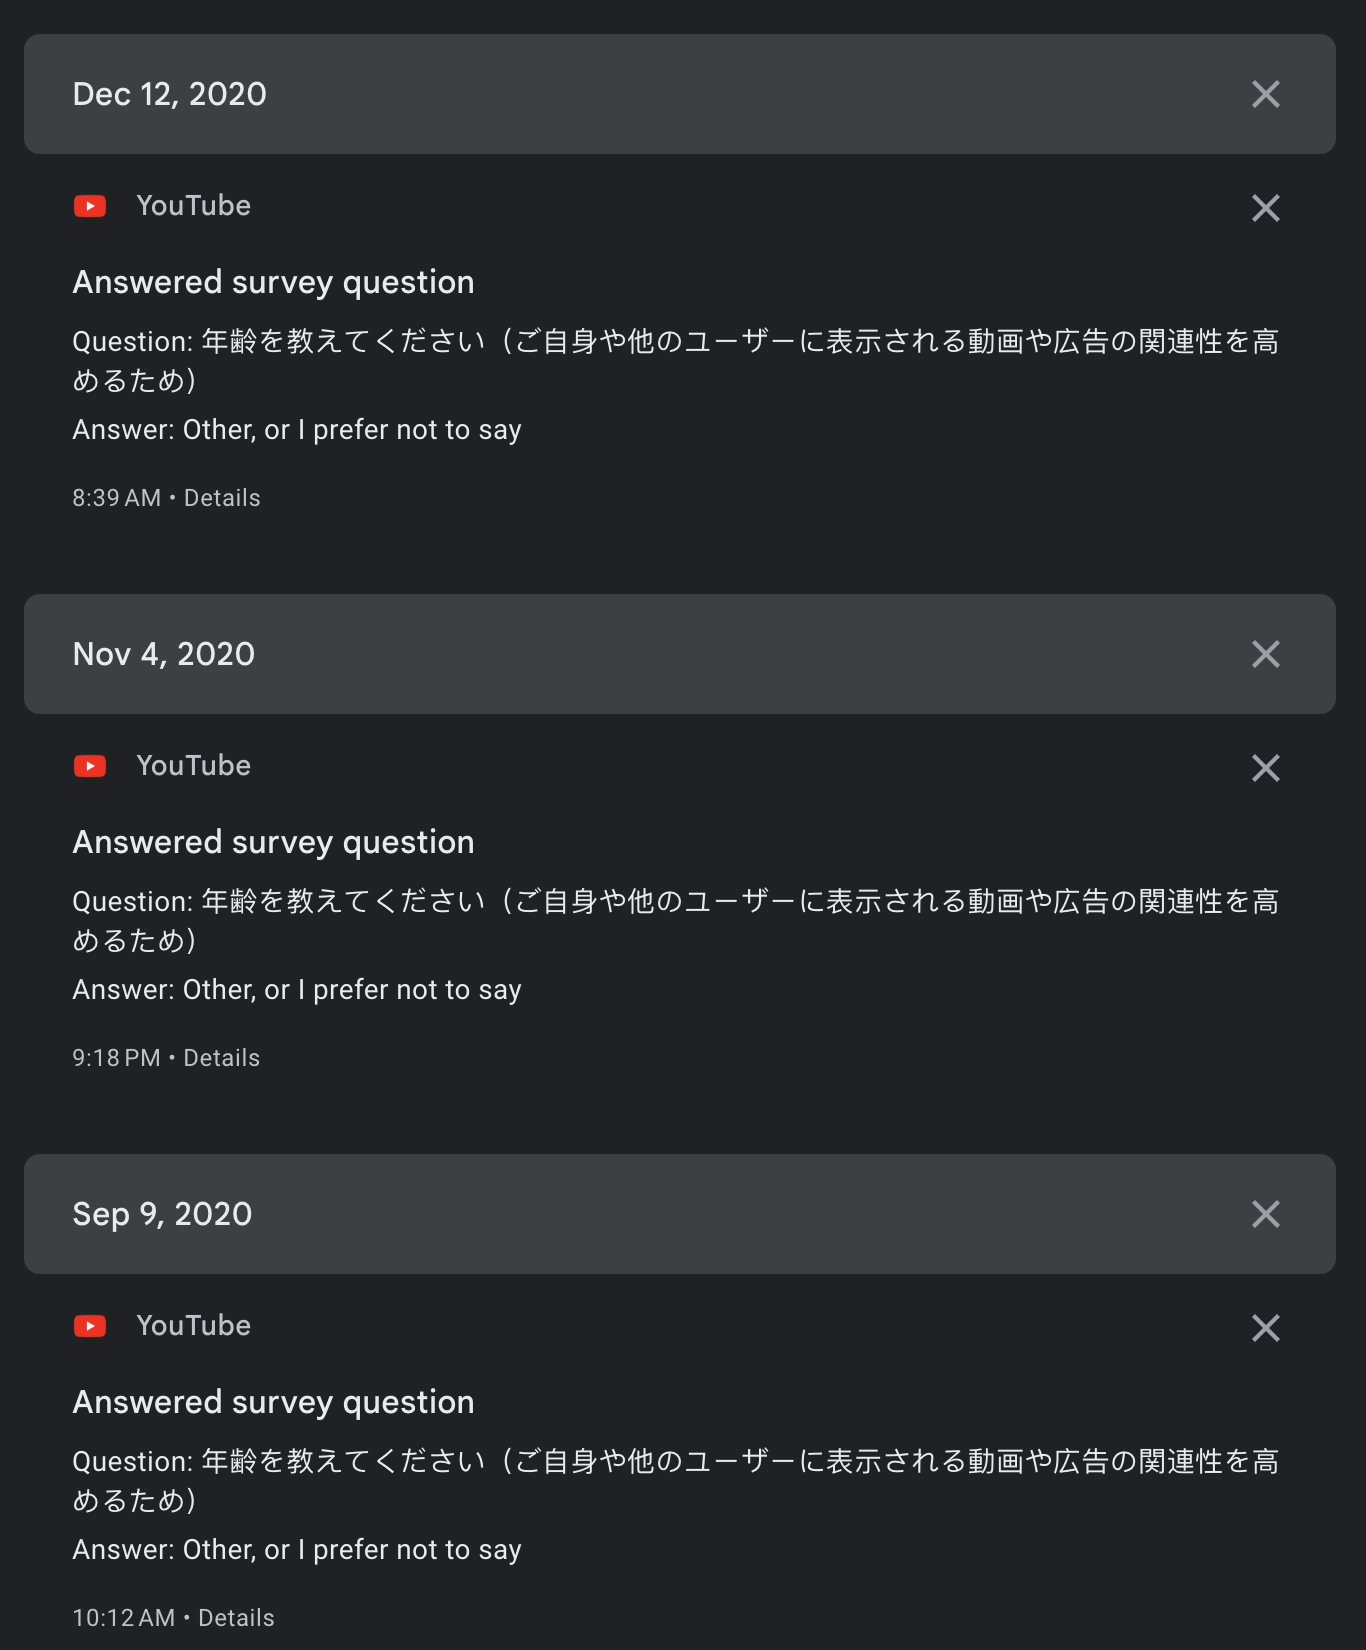 Dec 12, 2020
YouTube
Answered survey question
Question: 年齢を教えてください（ご自身や他のユーザーに表示される動画や広告の関連性を高
めるため）
Answer: Other, or I prefer not to say
8:39 AM • Details
Nov 4, 2020
YouTube
Answered survey question
Question: 年齢を教えてください（ご自身や他のユーザーに表示される動画や広告の関連性を高
めるため）
Answer: Other, or I prefer not to say
9:18 PM • Details
Sep 9, 2020
YouTube
Answered survey question
Question: 年齢を教えてください（ご自身や他のユーザーに表示される動画や広告の関連性を高
めるため）
Answer: Other, or I prefer not to say
10:12 AM • Details